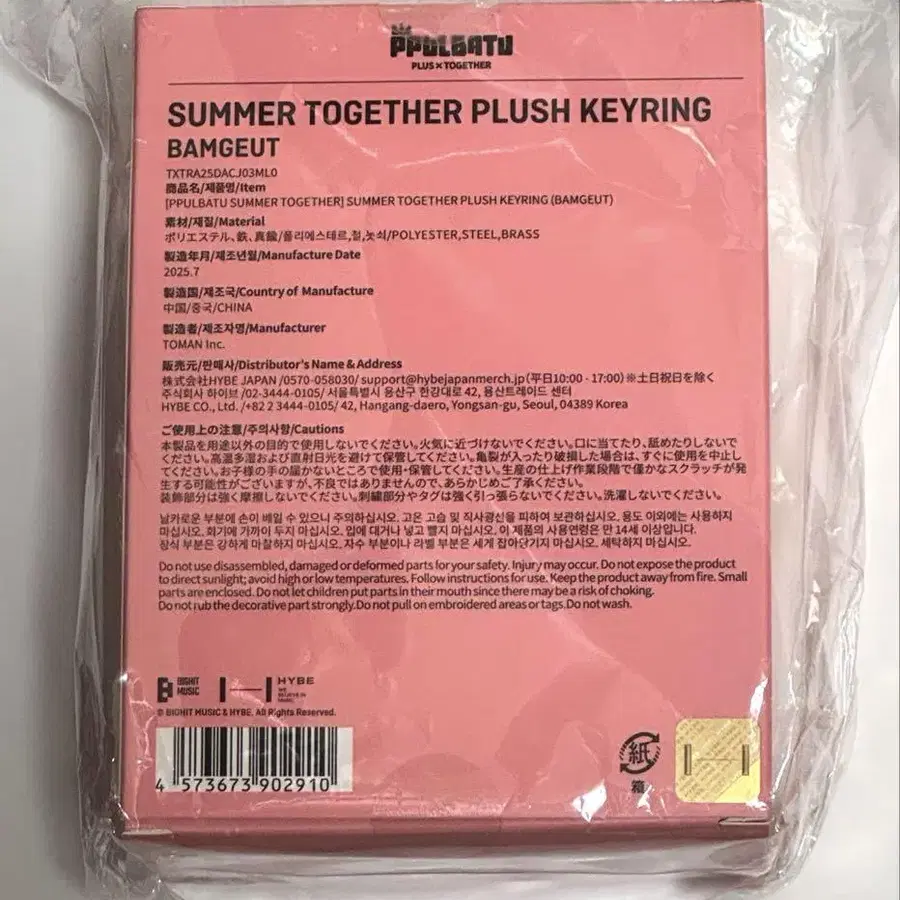 PPULBATU
PLUS×TOGETHER
SUMMER TOGETHER PLUSH KEYRING
BAMGEUT
TXTRA25DACJ03ML0
商品名/제품명/Item
[PPULBATU SUMMER TOGETHER] SUMMER TOGETHER PLUSH KEYRING (BAMGEUT)
素材/재질/Material
ポリエステル、鉄、真鍮/폴리에스테르,철,놋쇠/POLYESTER,STEEL,BRASS
製造年月/제조년월/Manufacture Date
2025.7
製造国/제조국/Country of Manufacture
中国/중국/CHINA
製造者/제조자명/Manufacturer
TOMAN Inc.
販売元/판매사/Distributor's Name & Address
株式会社HYBE JAPAN /0570-058030/ support@hybejapanmerch.jp (平日10:00 - 17:00) ※土日祝日を除く
주식회사 하이브 /02-3444-0105/ 서울특별시 용산구 한강대로 42, 용산트레이드 센터
HYBE CO., Ltd. /+82 2 3444-0105/ 42, Hangang-daero, Yongsan-gu, Seoul, 04389 Korea
ご使用上の注意/주의사항/Cautions
本製品を用途以外の目的で使用しないでください。火気に近づけないでください。口に当てたり、舐めたりしないで
ください。高温多湿および直射日光を避けて保管してください。亀裂が入ったり破損した場合は、すぐに使用を中止し
てください。お子様の手の届かないところで使用・保管してください。生産の仕上げ作業段階で僅かなスクラッチが発
生する可能性がございますが、不良ではありませんので、あらかじめご了承ください。
装飾部分は強く摩擦しないでください。刺繍部分やタグは強く引っ張らないでください。洗濯しないでください。
날카로운 부분에 손이 베일 수 있으니 주의하십시오. 고온 고습 및 직사광선을 피하여 보관하십시오. 용도 이외에는 사용하지
마십시오. 화기에 가까이 두지 마십시오. 입에 대거나 넣고 빨지 마십시오. 이 제품의 사용연령은 만 14세 이상입니다.
장식 부분은 강하게 마찰하지 마십시오. 자수 부분이나 라벨 부분은 세게 잡아당기지 마십시오. 세탁하지 마십시오.
Do not use disassembled, damaged or deformed parts for your safety. Injury may occur. Do not expose the product
to direct sunlight; avoid high or low temperatures. Follow instructions for use. Keep the product away from fire. Small
parts are enclosed. Do not let children put parts in their mouth since there may be a risk of choking.
Do not rub the decorative part strongly.Do not pull on embroidered areas or tags.Do not wash.
BIGHIT
MUSIC
HYBE
WE
BELIEVE IN
MUSIC
© BIGHIT MUSIC & HYBE. All Rights Reserved.
4 573673 902910
紙
箱